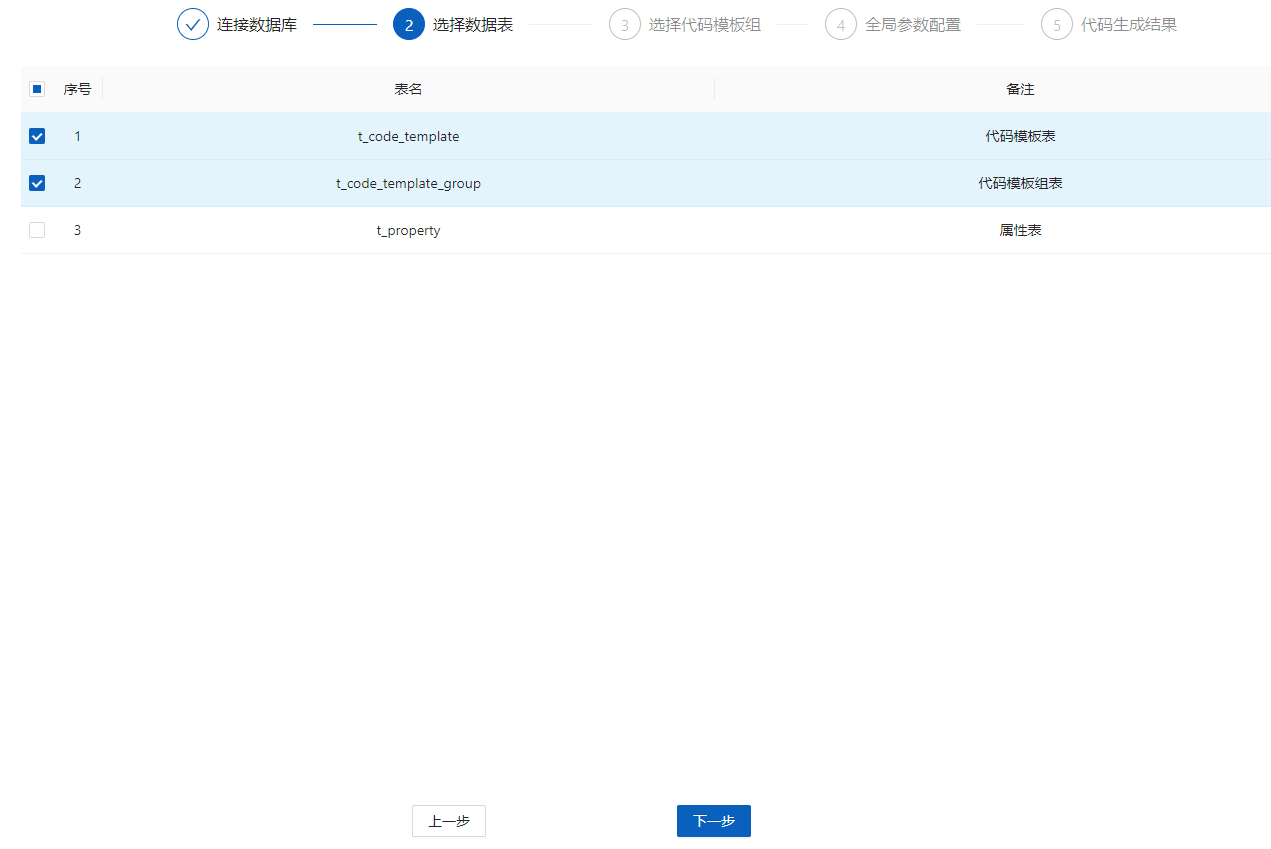 连接数据库 2 选择数据表 3 选择代码模板组 4 全局参数配置 5 代码生成结果
序号 表名 备注
1 t_code_template 代码模板表
2 t_code_template_group 代码模板组表
3 t_property 属性表
上一步 下一步